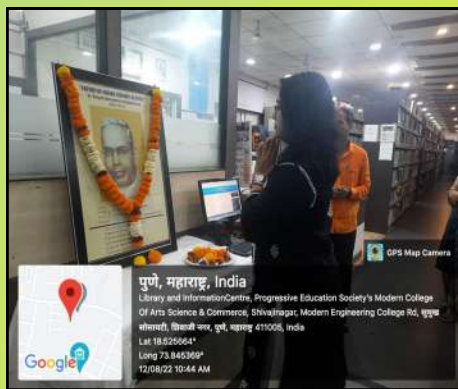 GPS Map Camera
पुणे, महाराष्ट्र, India
Library and InformationCentre, Progressive Education Society's Modern College
Of Arts Science & Commerce, Shivajinagar, Modern Engineering College Rd, सुमुख
सोसायटी, शिवाजी नगर, पुणे, महाराष्ट्र 411005, India
Lat 18.525664°
Long 73.845369°
12/08/22 10:44 AM
Google